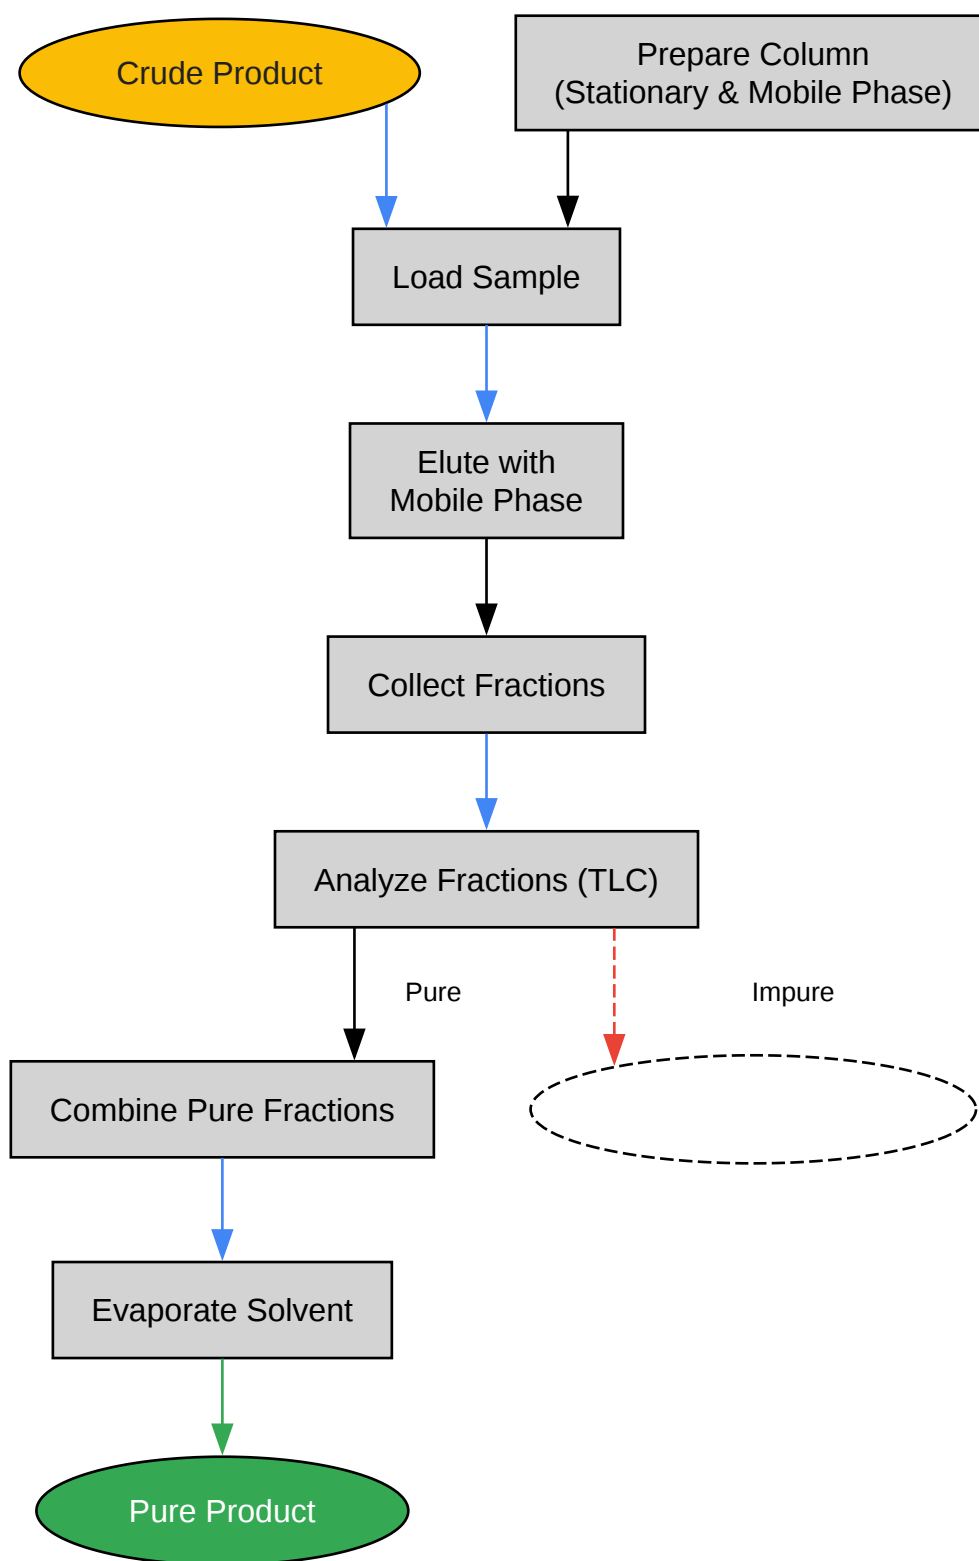 Crude Product
Prepare Column
(Stationary & Mobile Phase)
Load Sample
Elute with
Mobile Phase
Collect Fractions
Analyze Fractions (TLC)
Pure
Impure
Combine Pure Fractions
Evaporate Solvent
Pure Product